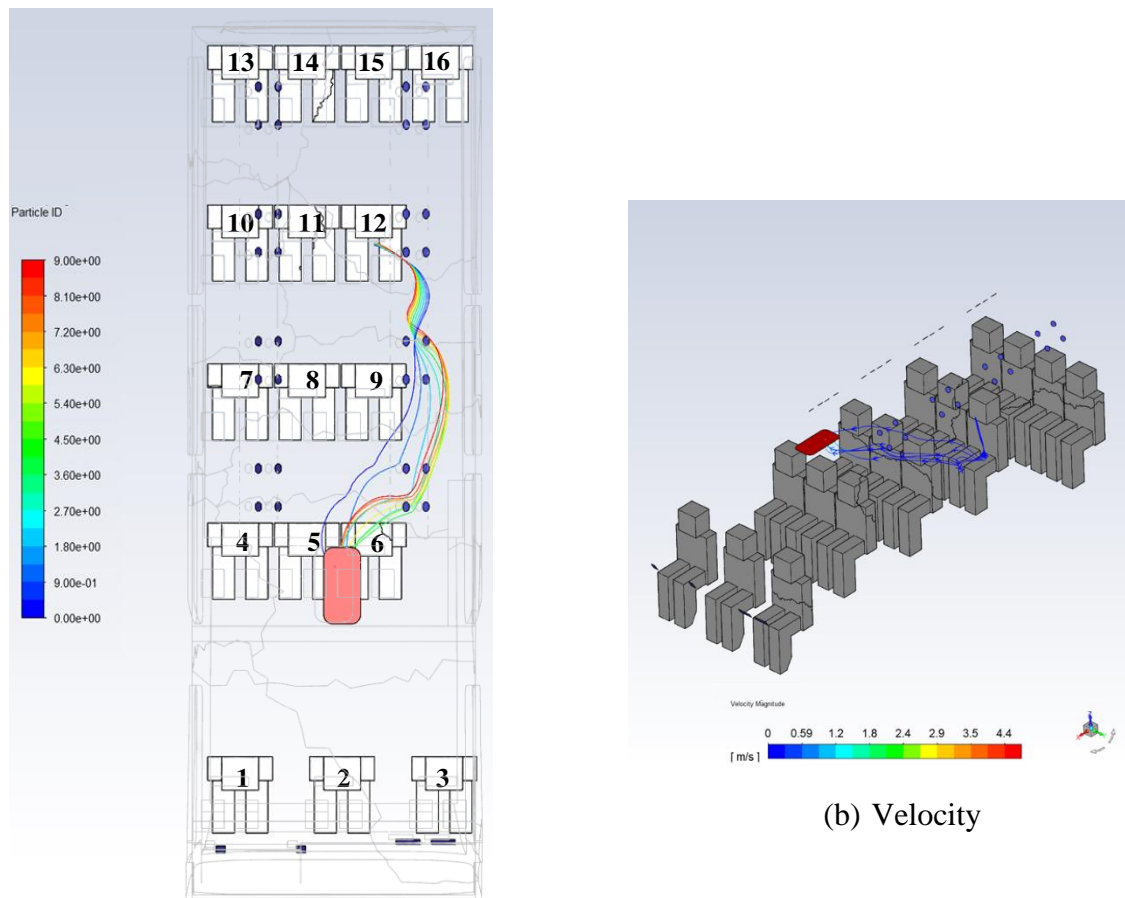 13 14 15 16
Particle ID
10 11 12
9.00e+00
8.10e+00
7.20e+00
6.30e+00
5.40e+00
4.50e+00
3.60e+00
2.70e+00
1.80e+00
9.00e-01
0.00e+00
7 8 9
4 5 6
1 2 3
Velocity Magnitude
0 0.59 1.2 1.8 2.4 2.9 3.5 4.4
[ m/s ]
Z
X
Y
(b) Velocity